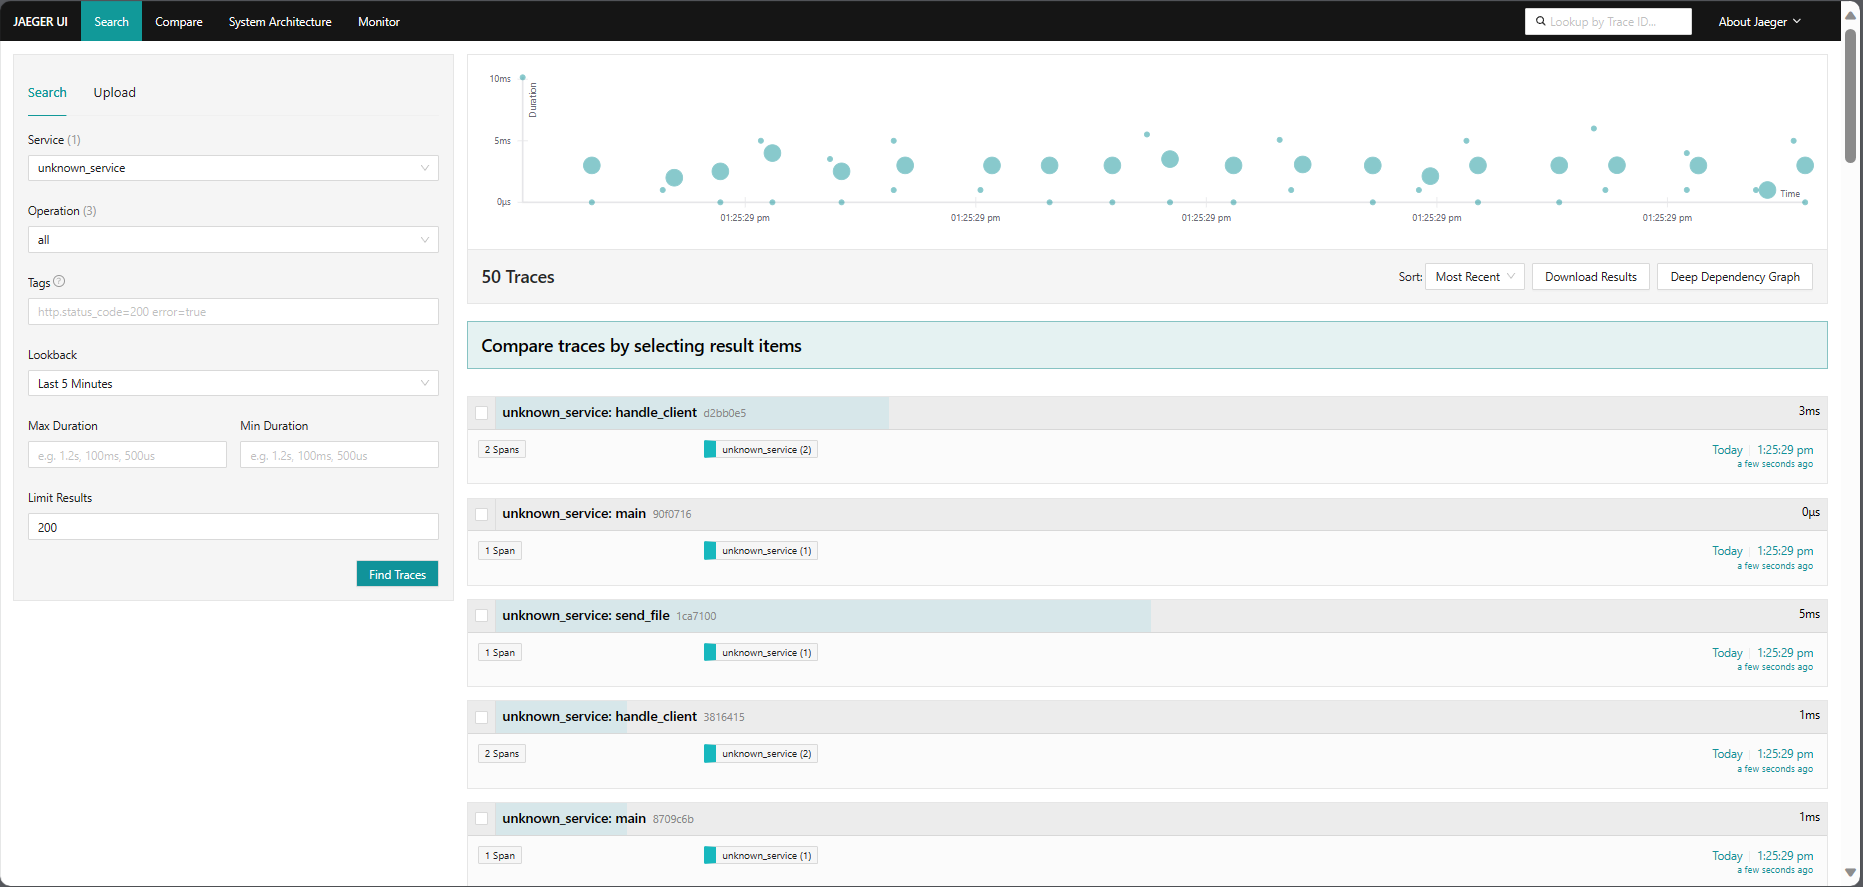 JAEGER UI Search Compare System Architecture Monitor Lookup by Trace ID... About Jaeger
Search Upload
Service (1)
unknown_service
Operation (3)
all
Tags
http.status_code=200 error=true
Lookback
Last 5 Minutes
Max Duration Min Duration
e.g. 1.2s, 100ms, 500us e.g. 1.2s, 100ms, 500us
Limit Results
200
Find Traces
10ms
Duration
5ms
0μs
Time
01:25:29 pm 01:25:29 pm 01:25:29 pm 01:25:29 pm 01:25:29 pm
50 Traces Sort: Most Recent Download Results Deep Dependency Graph
Compare traces by selecting result items
unknown_service: handle_client d2bb0e5 3ms
2 Spans unknown_service (2) Today 1:25:29 pm
a few seconds ago
unknown_service: main 90f0716 0μs
1 Span unknown_service (1) Today 1:25:29 pm
a few seconds ago
unknown_service: send_file 1ca7100 5ms
1 Span unknown_service (1) Today 1:25:29 pm
a few seconds ago
unknown_service: handle_client 3816415 1ms
2 Spans unknown_service (2) Today 1:25:29 pm
a few seconds ago
unknown_service: main 8709c6b 1ms
1 Span unknown_service (1) Today 1:25:29 pm
a few seconds ago